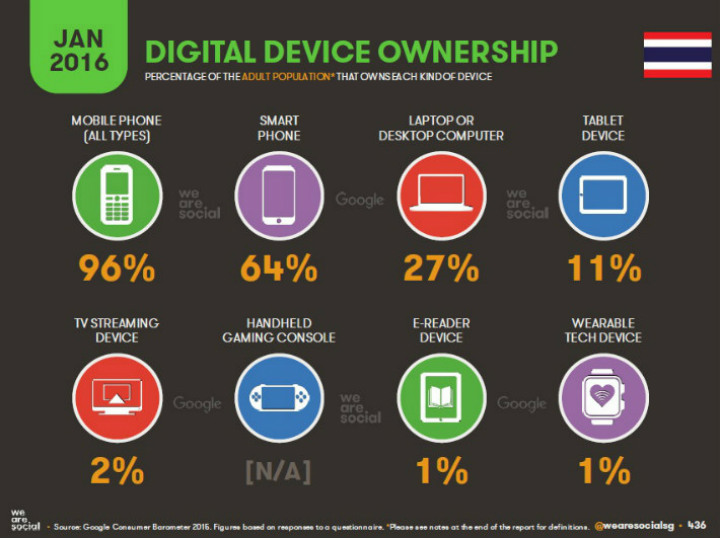 JAN
2016
DIGITAL DEVICE OWNERSHIP
PERCENTAGE OF THE ADULT POPULATION* THAT OWNS EACH KIND OF DEVICE
MOBILE PHONE
(ALL TYPES)
SMART
PHONE
LAPTOP OR
DESKTOP COMPUTER
TABLET
DEVICE
we
are
social
Google
we
are
social
96%
64%
27%
11%
TV STREAMING
DEVICE
HANDHELD
GAMING CONSOLE
E-READER
DEVICE
WEARABLE
TECH DEVICE
Google
we
are
social
Google
2%
[N/A]
1%
1%
we
are
social
• Source: Google Consumer Barometer 2015. Figures based on responses to a questionnaire. *Please see notes at the end of the report for definitions. @wearesocialsg • 436